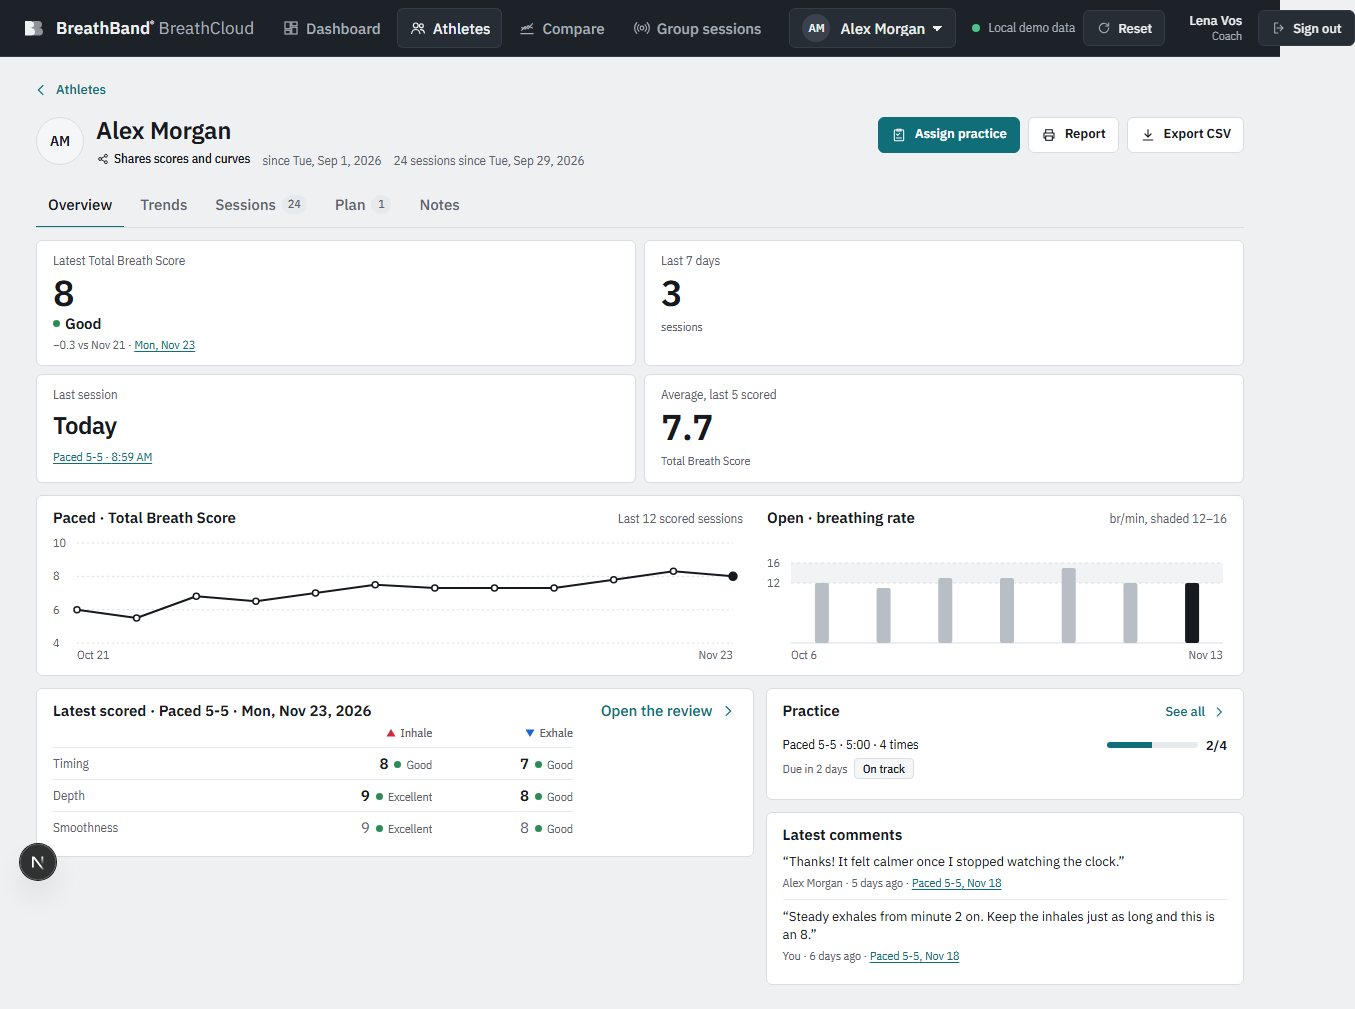 BreathBand® BreathCloud
Dashboard
Athletes
Compare
Group sessions
AM Alex Morgan
Local demo data
Reset
Lena Vos
Coach
Sign out
Athletes
AM
Alex Morgan
Shares scores and curves since Tue, Sep 1, 2026 24 sessions since Tue, Sep 29, 2026
Assign practice
Report
Export CSV
Overview
Trends
Sessions 24
Plan 1
Notes
Latest Total Breath Score
8
Good
−0.3 vs Nov 21 · Mon, Nov 23
Last 7 days
3
sessions
Last session
Today
Paced 5-5 · 8:59 AM
Average, last 5 scored
7.7
Total Breath Score
Paced · Total Breath Score
Last 12 scored sessions
10
8
6
4
Oct 21
Nov 23
Open · breathing rate
br/min, shaded 12–16
16
12
Oct 6
Nov 13
Latest scored · Paced 5-5 · Mon, Nov 23, 2026
Open the review
Inhale Exhale
Timing 8 Good 7 Good
Depth 9 Excellent 8 Good
Smoothness 9 Excellent 8 Good
N
Practice
See all
Paced 5-5 · 5:00 · 4 times
2/4
Due in 2 days On track
Latest comments
“Thanks! It felt calmer once I stopped watching the clock.”
Alex Morgan · 5 days ago · Paced 5-5, Nov 18
“Steady exhales from minute 2 on. Keep the inhales just as long and this is
an 8.”
You · 6 days ago · Paced 5-5, Nov 18